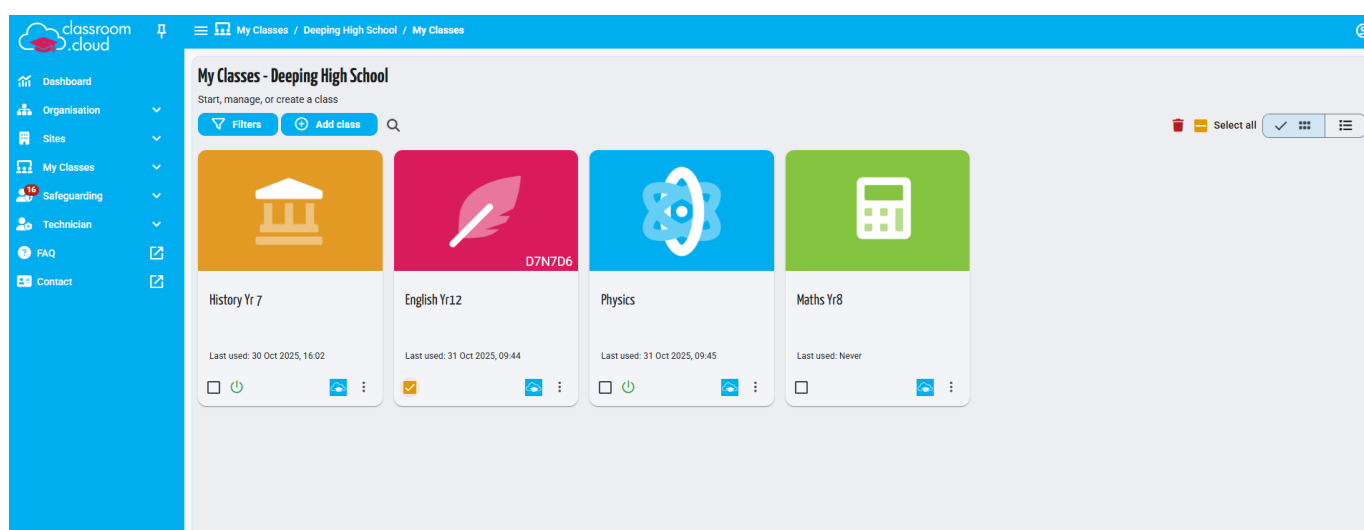 classroom
.cloud
My Classes / Deeping High School / My Classes
Dashboard
Organisation
Sites
My Classes
16
Safeguarding
Technician
FAQ
Contact
My Classes - Deeping High School
Start, manage, or create a class
Filters
Add class
Select all
D7N7D6
History Yr 7
English Yr12
Physics
Maths Yr8
Last used: 30 Oct 2025, 16:02
Last used: 31 Oct 2025, 09:44
Last used: 31 Oct 2025, 09:45
Last used: Never